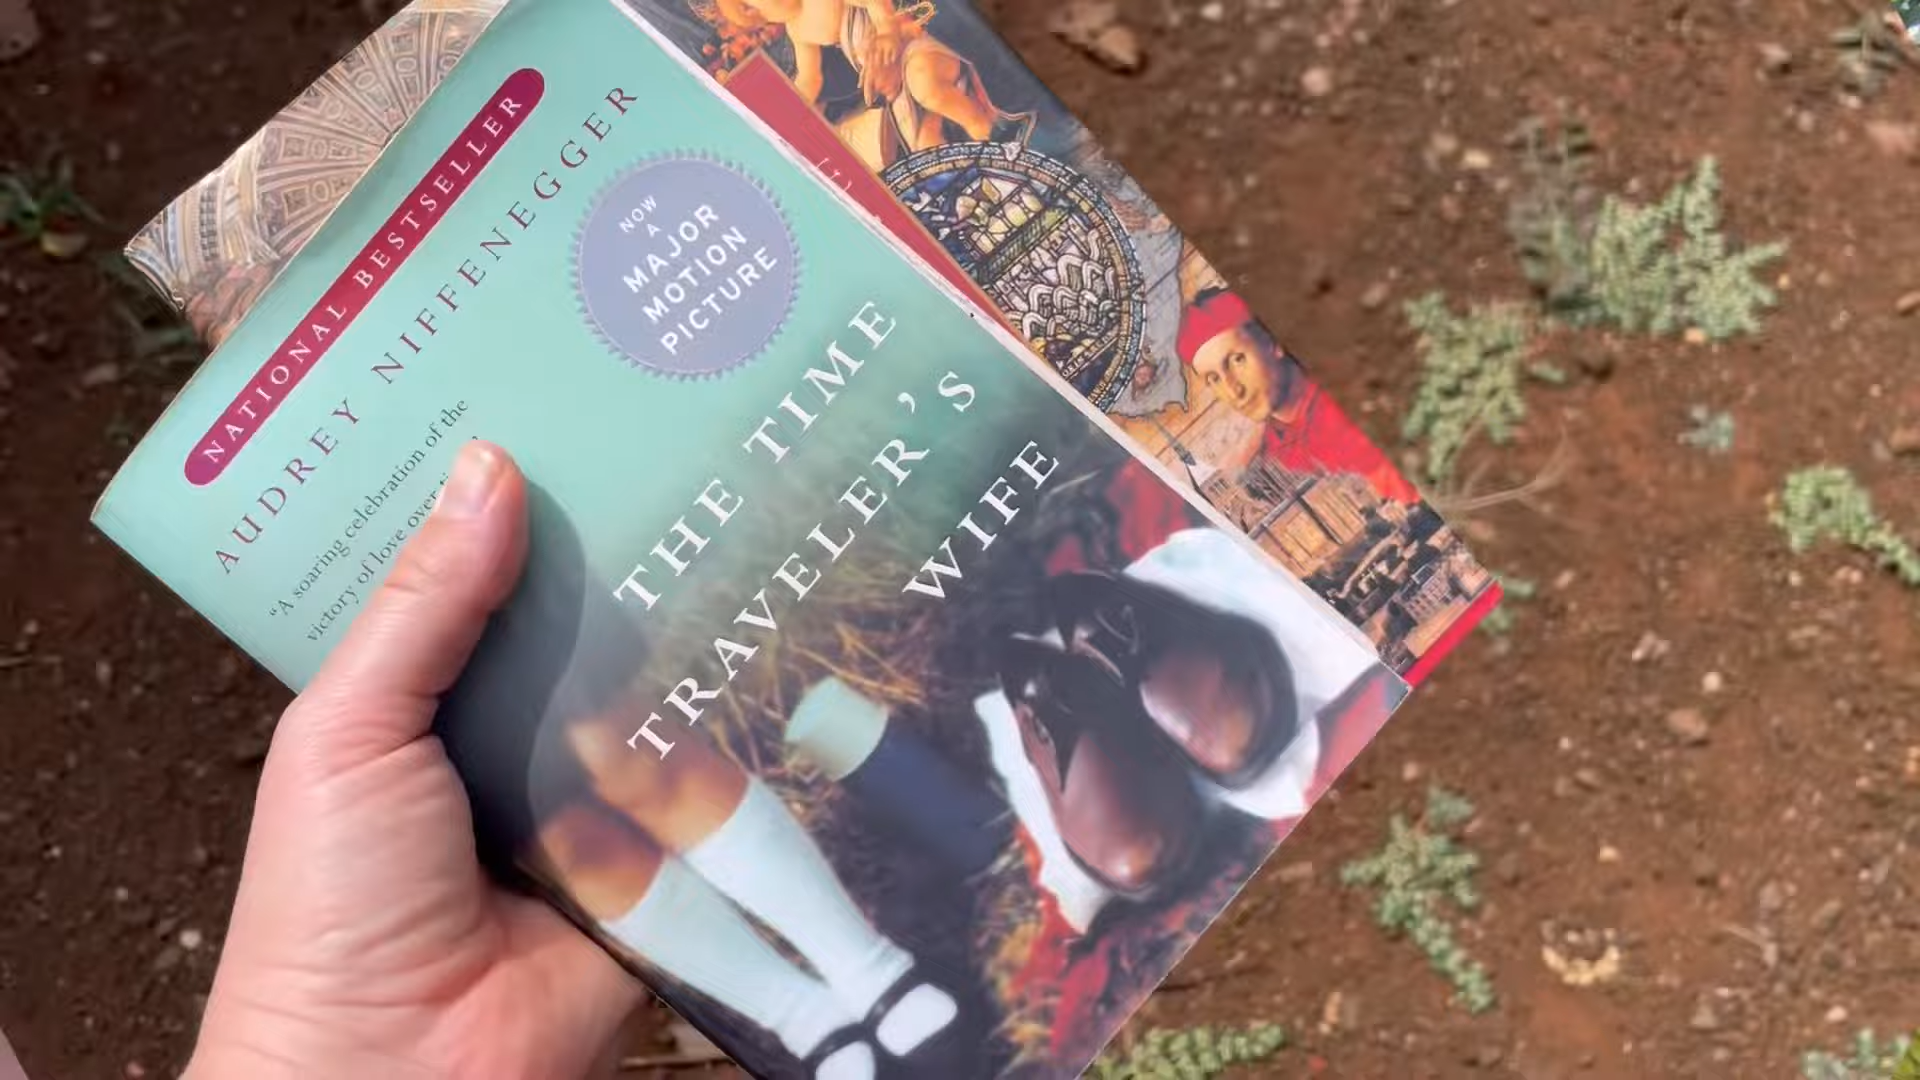 NATIONAL BESTSELLER
AUDREY NIFFENEGGER
"A soaring celebration of the
victory of love over
NOW
A
MAJOR
MOTION
PICTURE
THE TIME
TRAVELER'S
WIFE